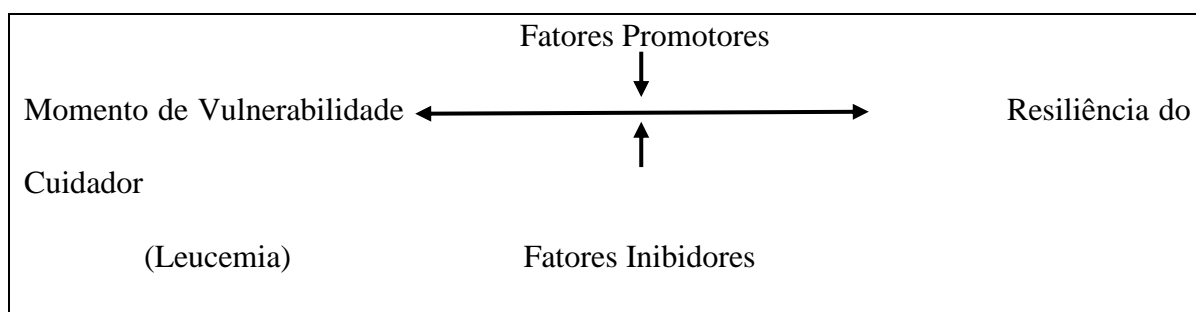 Fatores Promotores
Momento de Vulnerabilidade Resiliência do
Cuidador
(Leucemia) Fatores Inibidores